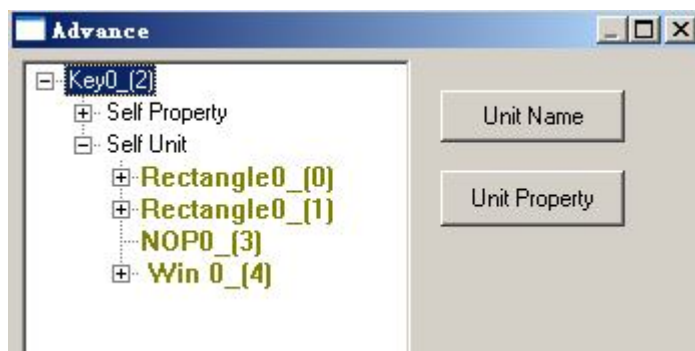 Advance
Key0_(2)
Self Property
Self Unit
Rectangle0_(0)
Rectangle0_(1)
NOP0_(3)
Win 0_(4)
Unit Name
Unit Property